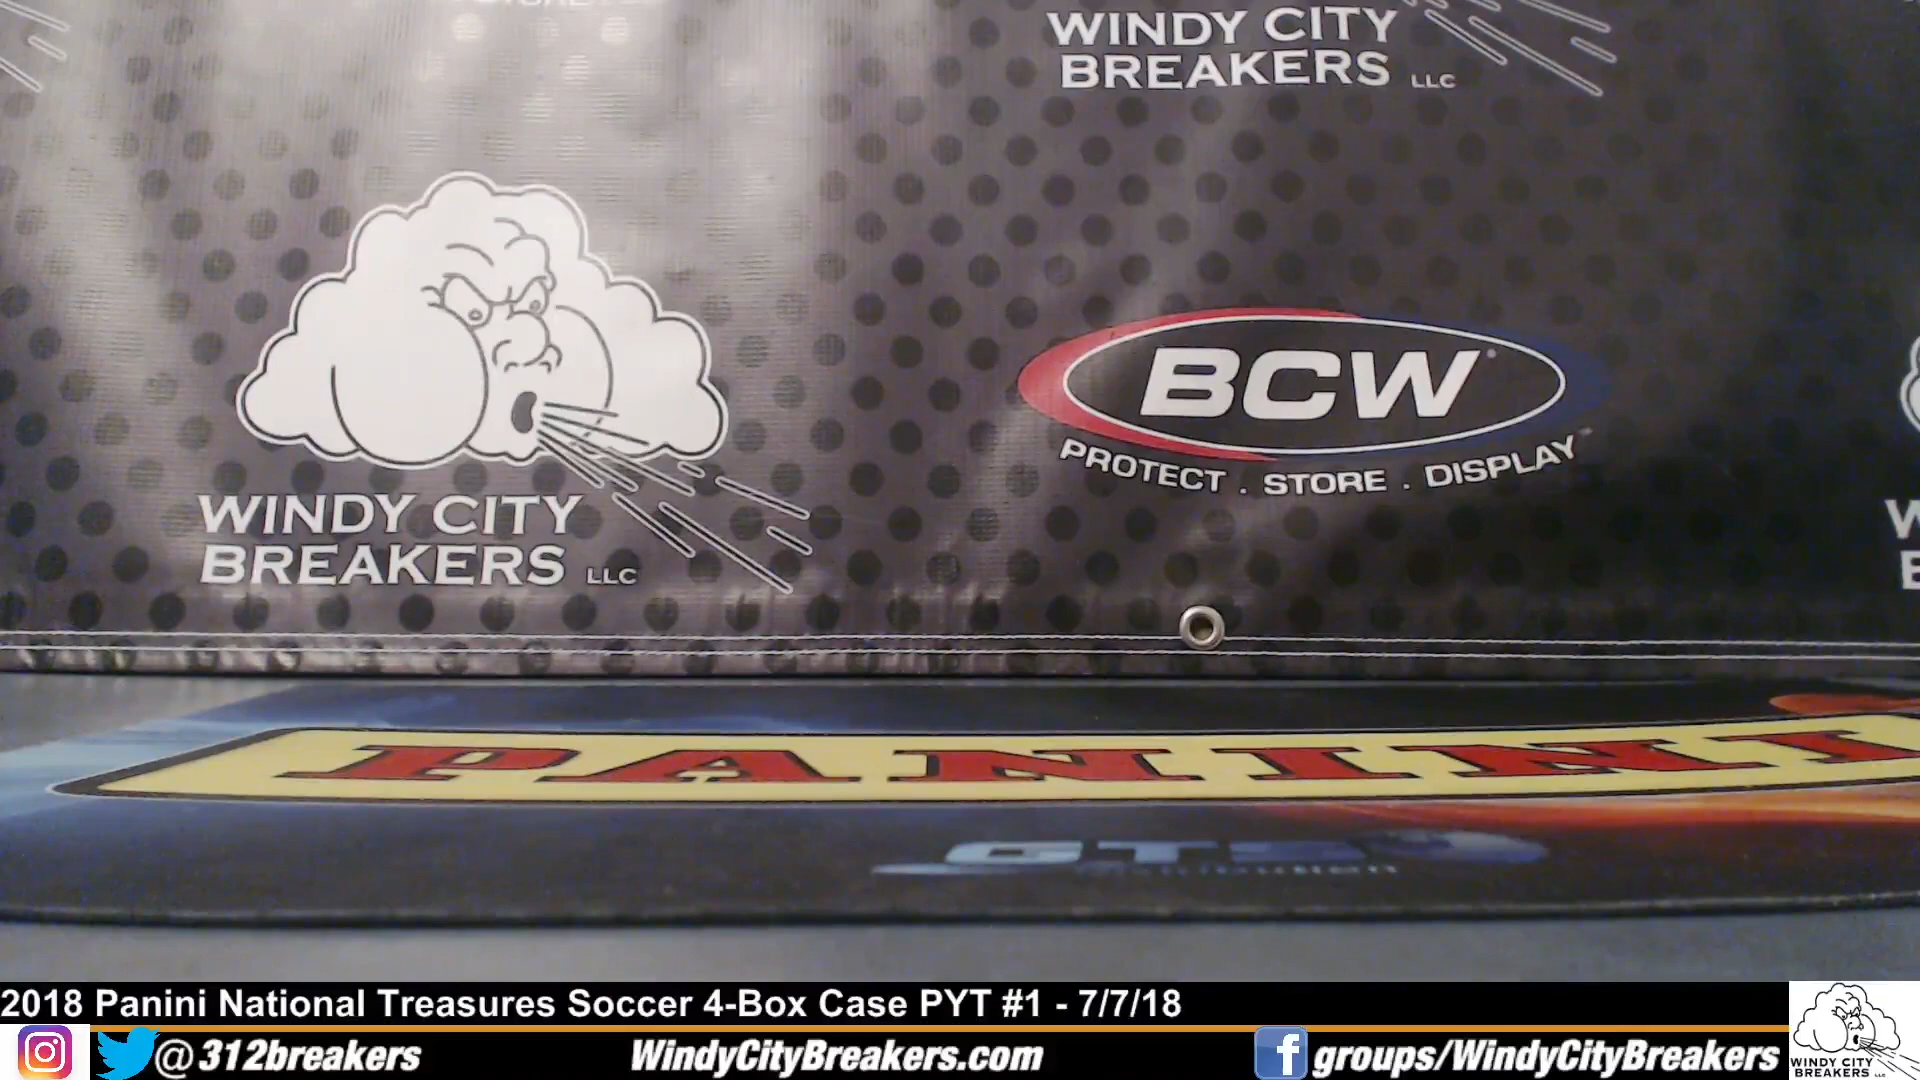 WINDY CITY
BREAKERS LLC
BCW
PROTECT . STORE . DISPLAY
WINDY CITY
BREAKERS LLC
PANINI
2018 Panini National Treasures Soccer 4-Box Case PYT #1 - 7/7/18
@312breakers WindyCityBreakers.com groups/WindyCityBreakers
WINDY CITY
BREAKERS LLC